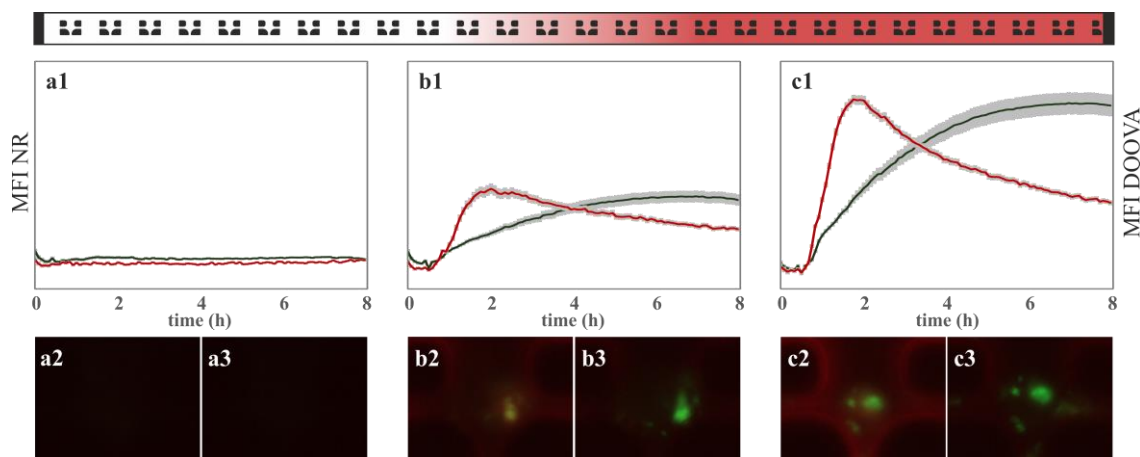 a1 b1 c1
MFI NR
MFI DOOVA
0 2 4 6 8 0 2 4 6 8 0 2 4 6 8
time (h) time (h) time (h)
a2 a3 b2 b3 c2 c3